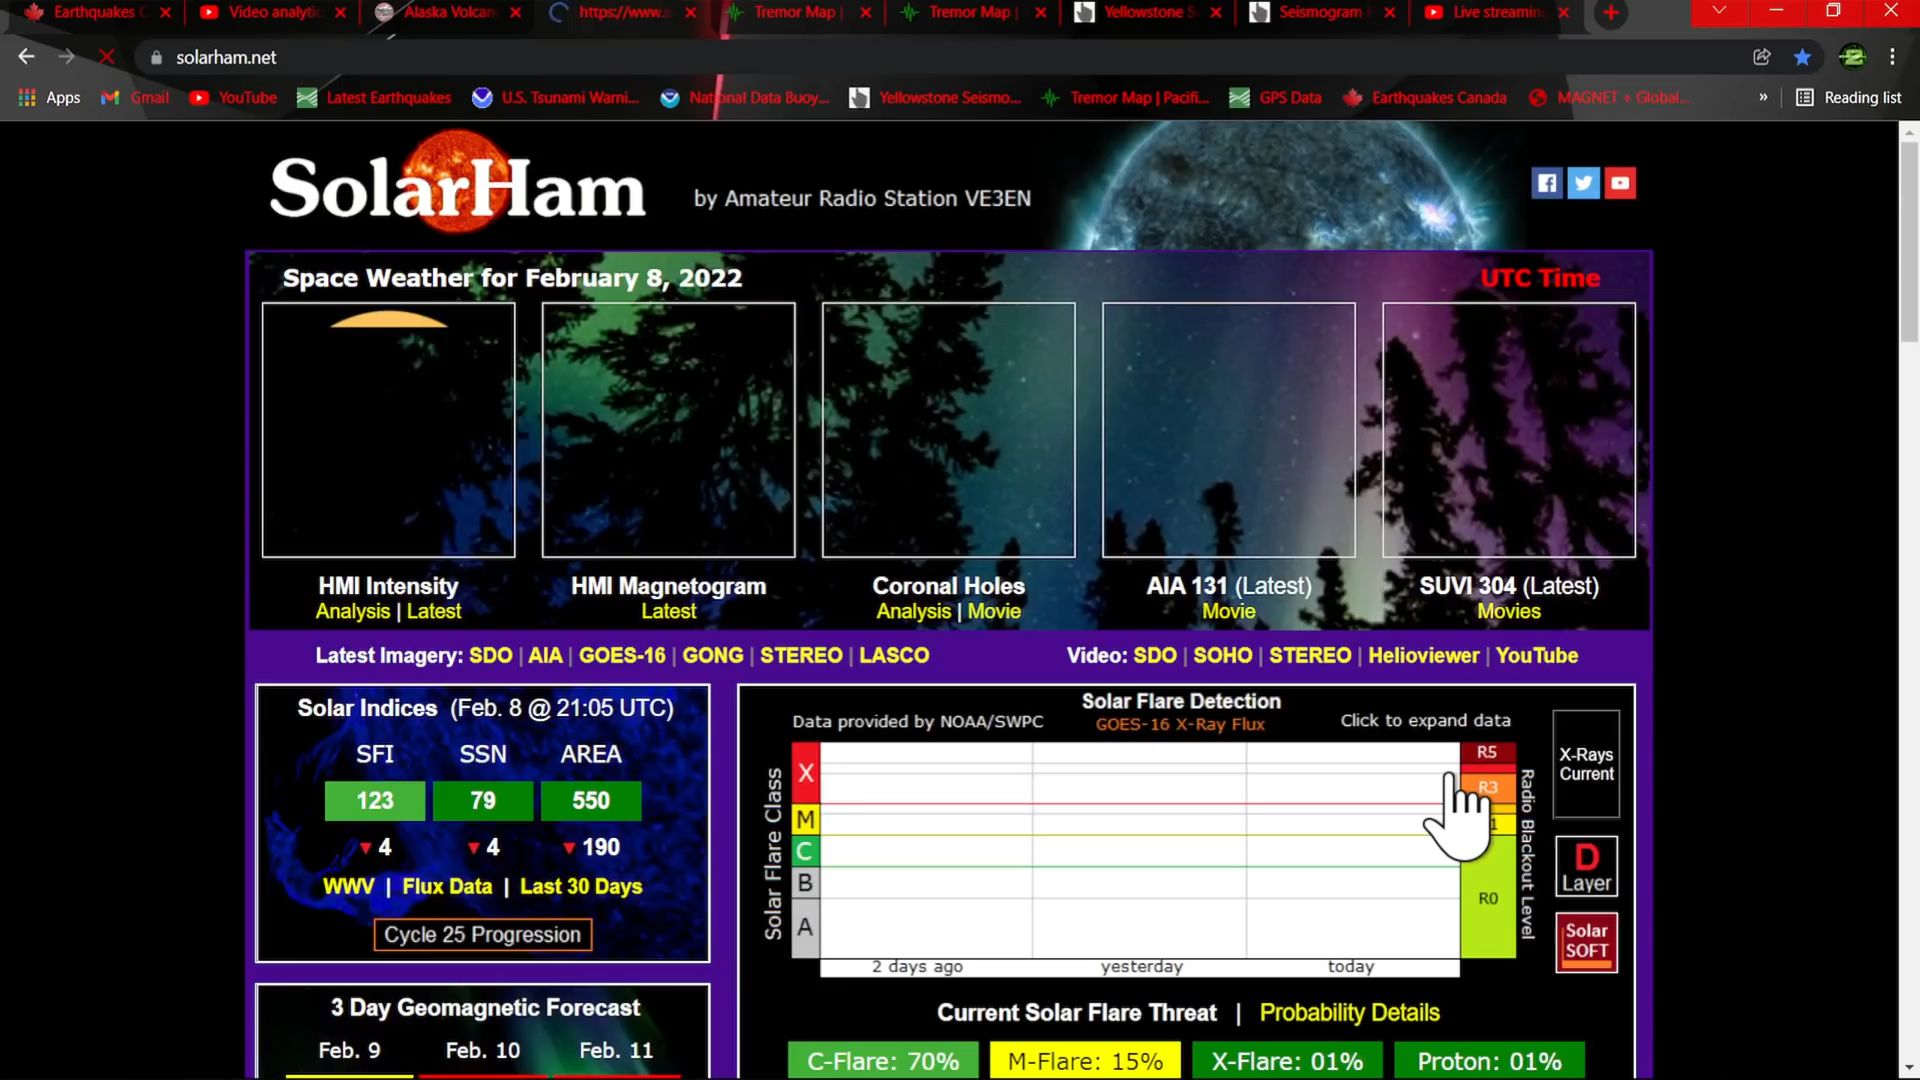 Earthquakes C
Video analytic
Alaska Volcan
https://www.s
Tremor Map |
Tremor Map |
Yellowstone S
Seismogram
Live streaming
solarham.net
Apps
Gmail
YouTube
Latest Earthquakes
U.S. Tsunami Warni...
National Data Buoy...
Yellowstone Seismo...
Tremor Map | Pacifi...
GPS Data
Earthquakes Canada
MAGNET + Global...
»
Reading list
SolarHam
by Amateur Radio Station VE3EN
Space Weather for February 8, 2022
UTC Time
HMI Intensity
Analysis | Latest
HMI Magnetogram
Latest
Coronal Holes
Analysis | Movie
AIA 131 (Latest)
Movie
SUVI 304 (Latest)
Movies
Latest Imagery: SDO | AIA | GOES-16 | GONG | STEREO | LASCO
Video: SDO | SOHO | STEREO | Helioviewer | YouTube
Solar Indices (Feb. 8 @ 21:05 UTC)
SFI SSN AREA
123 79 550
▼ 4 ▼ 4 ▼ 190
WWV | Flux Data | Last 30 Days
Cycle 25 Progression
3 Day Geomagnetic Forecast
Feb. 9 Feb. 10 Feb. 11
Solar Flare Detection
Data provided by NOAA/SWPC
GOES-16 X-Ray Flux
Click to expand data
Solar Flare Class
X
M
C
B
A
R5
R3
1
R0
Radio Blackout Level
2 days ago yesterday today
X-Rays
Current
D
Layer
Solar
SOFT
Current Solar Flare Threat | Probability Details
C-Flare: 70% M-Flare: 15% X-Flare: 01% Proton: 01%